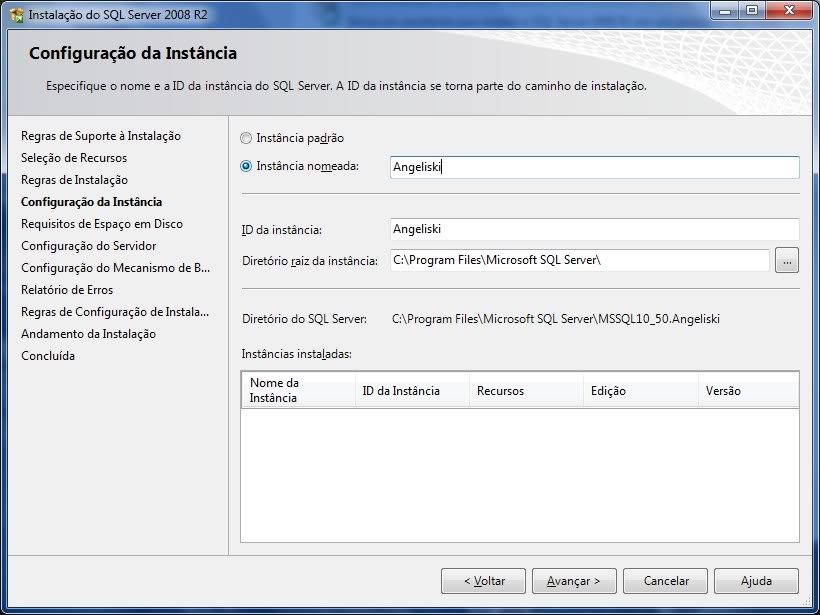 Instalação do SQL Server 2008 R2
Configuração da Instância
Especifique o nome e a ID da instância do SQL Server. A ID da instância se torna parte do caminho de instalação.
Regras de Suporte à Instalação
Seleção de Recursos
Regras de Instalação
Configuração da Instância
Requisitos de Espaço em Disco
Configuração do Servidor
Configuração do Mecanismo de B...
Relatório de Erros
Regras de Configuração de Instala...
Andamento da Instalação
Concluída
Instância padrão
Instância nomeada: Angeliski
ID da instância: Angeliski
Diretório raiz da instância: C:\Program Files\Microsoft SQL Server\ ...
Diretório do SQL Server: C:\Program Files\Microsoft SQL Server\MSSQL10_50.Angeliski
Instâncias instaladas:
Nome da Instância ID da Instância Recursos Edição Versão
< Voltar Avançar > Cancelar Ajuda